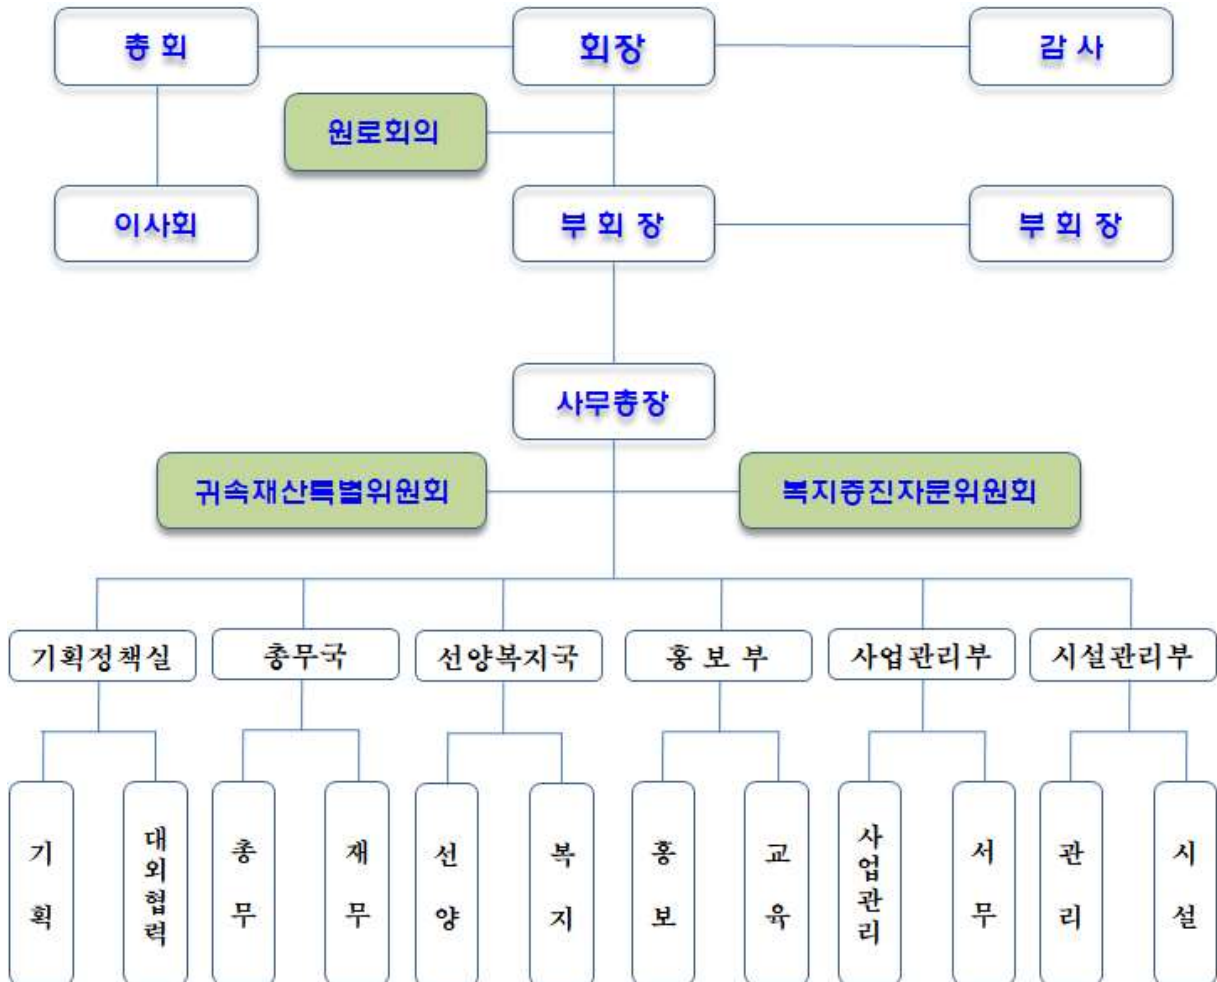 총 회
회장
감 사
원로회의
이사회
부 회 장
부 회 장
사무총장
귀속재산특별위원회
복지증진자문위원회
기획정책실
총무국
선양복지국
홍 보 부
사업관리부
시설관리부
기획
대외협력
총무
재무
선양
복지
홍보
교육
사업관리
서무
관리
시설